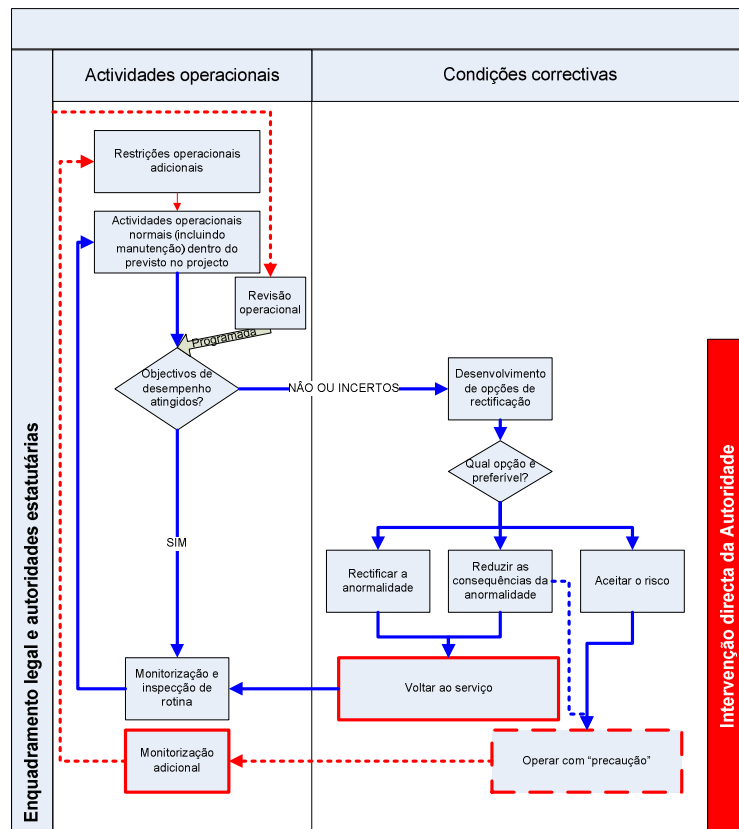 Actividades operacionais
Condições correctivas
Enquadramento legal e autoridades estatutárias
Restrições operacionais
adicionais
Actividades operacionais
normais (incluindo
manutenção) dentro do
previsto no projecto
Revisão
operacional
Programada
Objectivos de
desempenho
atingidos?
NÂO OU INCERTOS
Desenvolvimento
de opções de
rectificação
Qual opção e
preferível?
SIM
Rectificar a
anormalidade
Reduzir as
consequências da
anormalidade
Aceitar o risco
Monitorização e
inspecção de
rotina
Voltar ao serviço
Monitorização
adicional
Operar com “precaução”
Intervenção directa da Autoridade